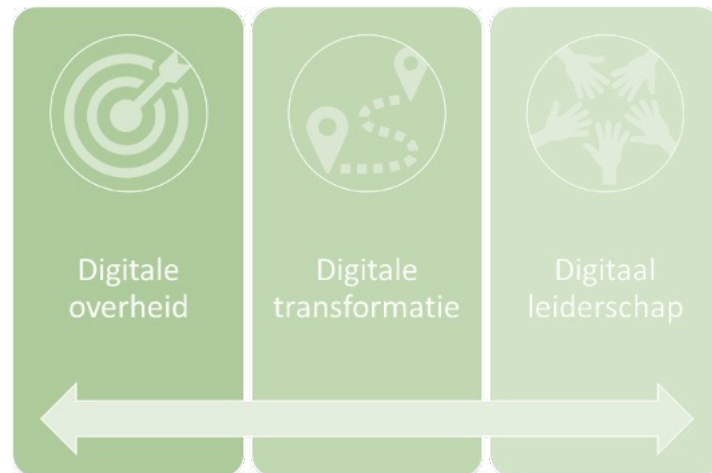 Digitale
overheid
Digitale
transformatie
Digitaal
leiderschap